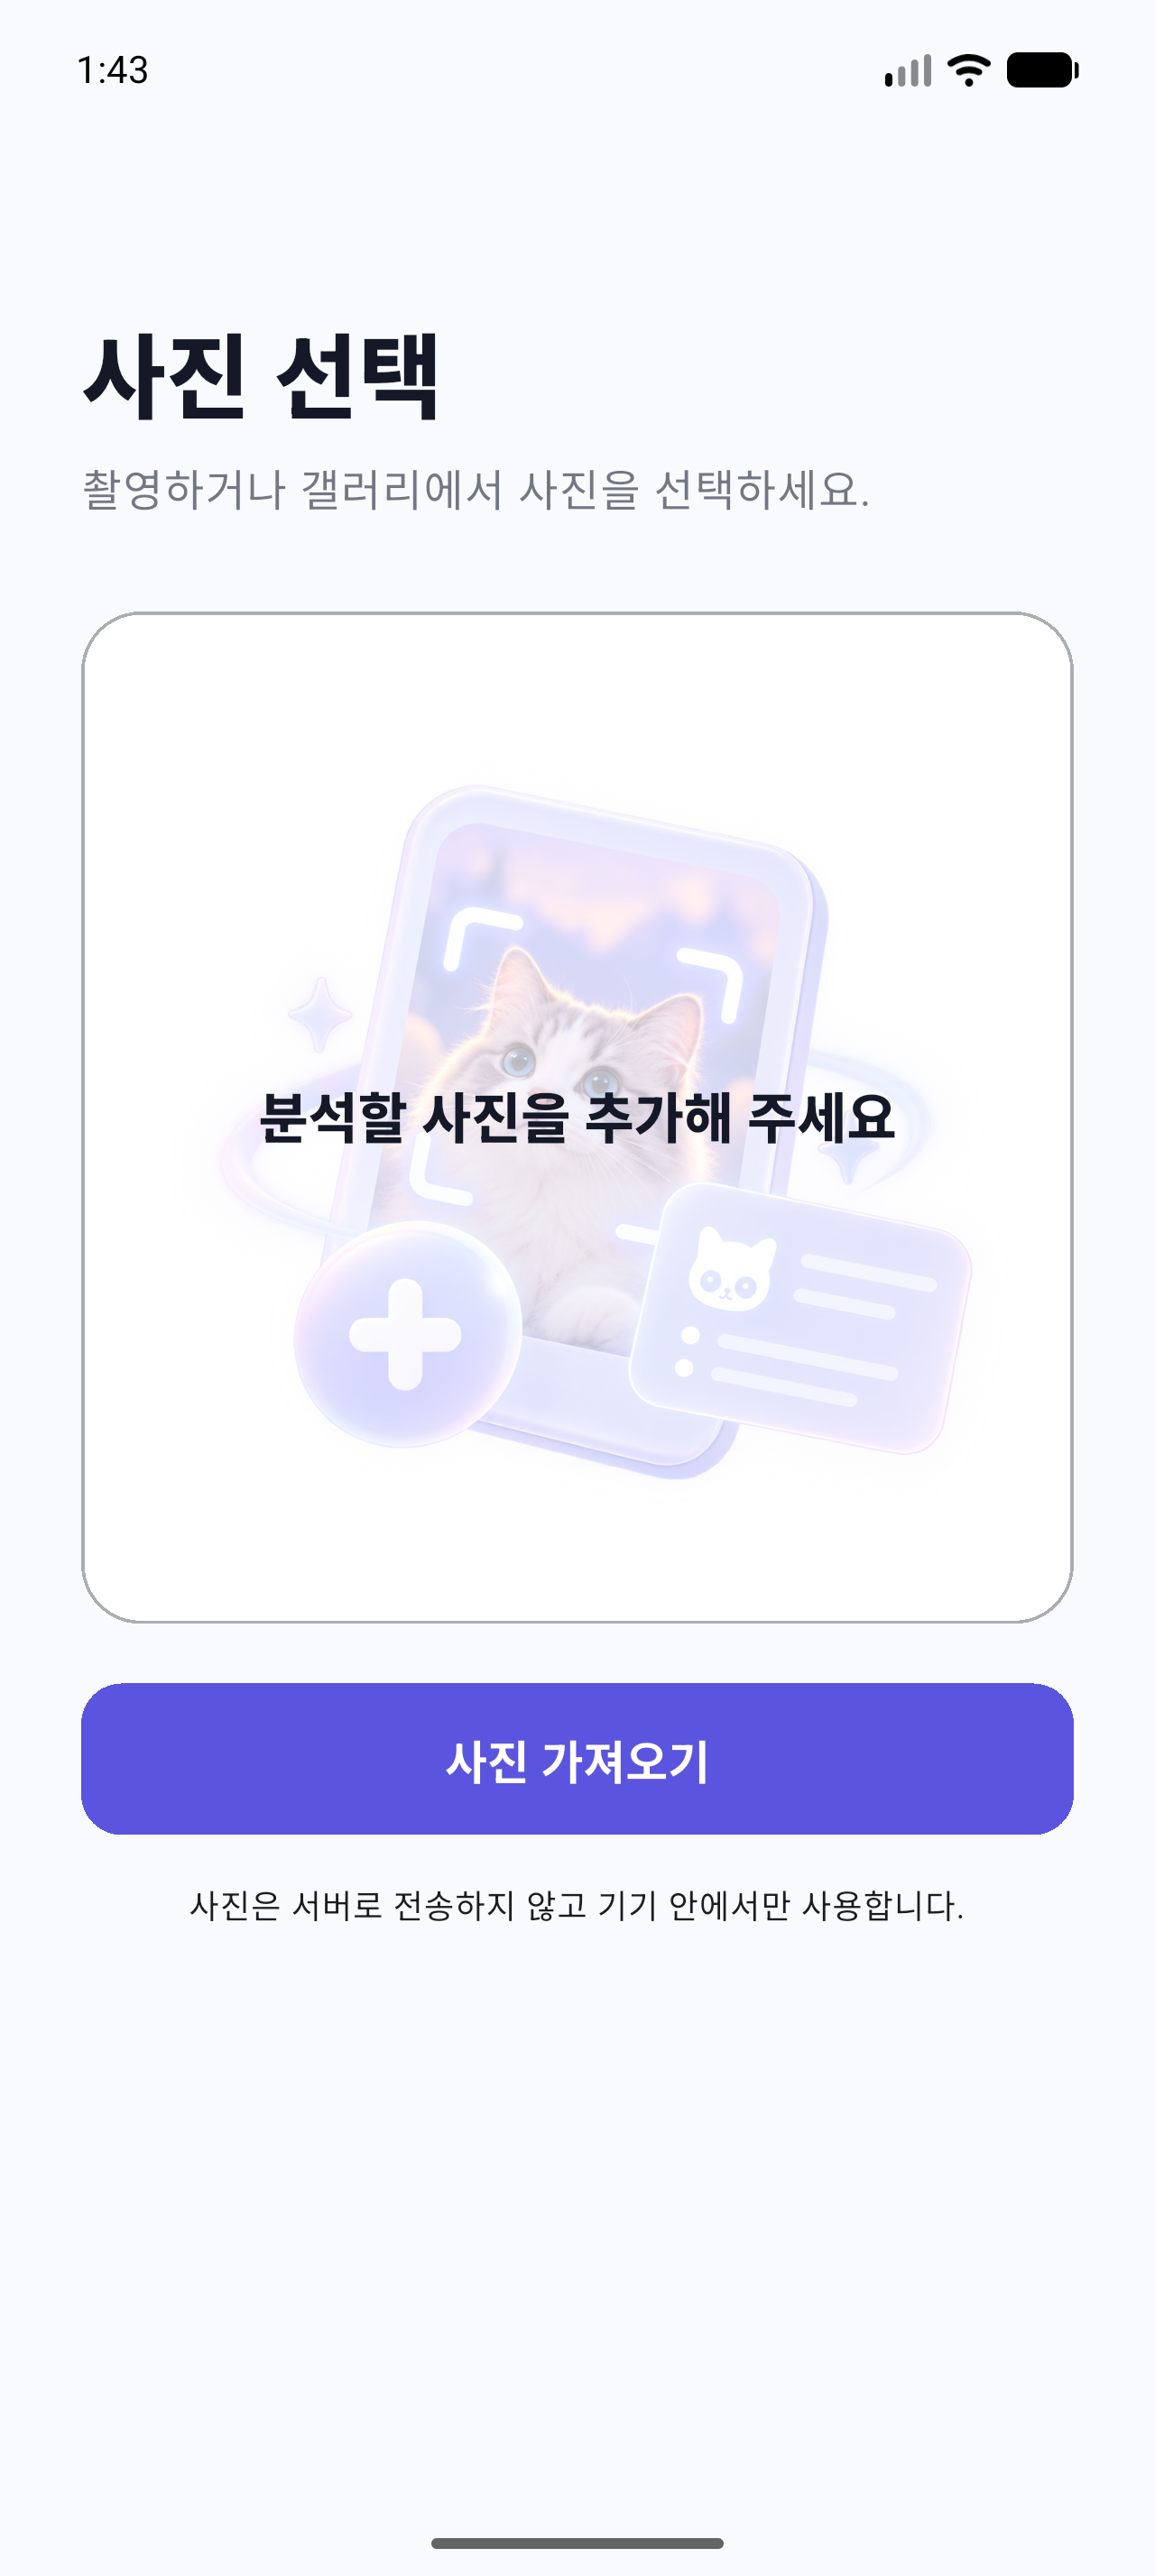 1:43
사진 선택
촬영하거나 갤러리에서 사진을 선택하세요.
분석할 사진을 추가해 주세요
사진 가져오기
사진은 서버로 전송하지 않고 기기 안에서만 사용합니다.